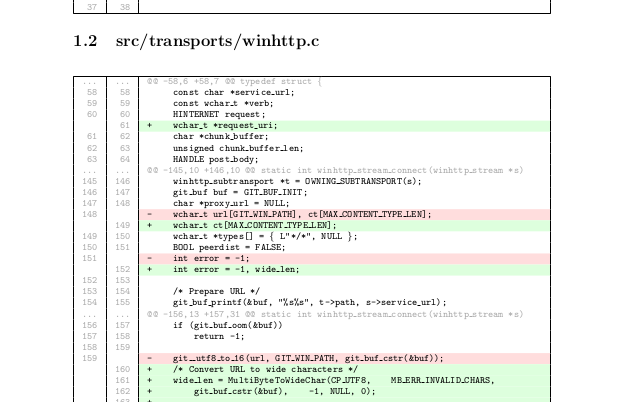 37 38
1.2 src/transports/winhttp.c
... ... @@ -58,6 +58,7 @@ typedef struct {
58 58 const char *service_url;
59 59 const wchar_t *verb;
60 60 HINTERNET request;
61 + wchar_t *request_uri;
61 62 char *chunk_buffer;
62 63 unsigned chunk_buffer_len;
63 64 HANDLE post_body;
... ... @@ -145,10 +146,10 @@ static int winhttp_stream_connect(winhttp_stream *s)
145 146 winhttp_subtransport *t = OWNING_SUBTRANSPORT(s);
146 147 git_buf buf = GIT_BUF_INIT;
147 148 char *proxy_url = NULL;
148 - wchar_t url[GIT_WIN_PATH], ct[MAX_CONTENT_TYPE_LEN];
149 + wchar_t ct[MAX_CONTENT_TYPE_LEN];
149 150 wchar_t *types[] = { L"*/*", NULL };
150 151 BOOL peerdist = FALSE;
151 - int error = -1;
152 + int error = -1, wide_len;
152 153
153 154 /* Prepare URL */
154 155 git_buf_printf(&buf, "%s%s", t->path, s->service_url);
... ... @@ -156,13 +157,31 @@ static int winhttp_stream_connect(winhttp_stream *s)
156 157 if (git_buf_oom(&buf))
157 158 return -1;
158 159
159 - git__utf8_to_16(url, GIT_WIN_PATH, git_buf_cstr(&buf));
160 + /* Convert URL to wide characters */
161 + wide_len = MultiByteToWideChar(CP_UTF8, MB_ERR_INVALID_CHARS,
162 + git_buf_cstr(&buf), -1, NULL, 0);
163 +